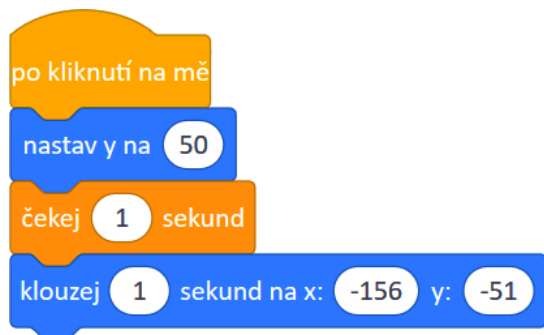 po kliknutí na mě
nastav y na 50
čekej 1 sekund
klouzej 1 sekund na x: -156 y: -51